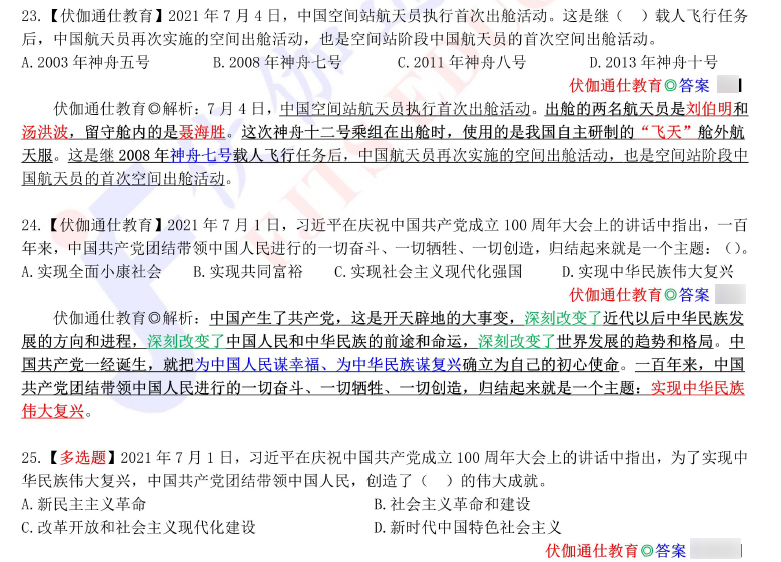 23.【伏伽通仕教育】2021 年 7 月 4 日，中国空间站航天员执行首次出舱活动。这是继（　）载人飞行任务
后，中国航天员再次实施的空间出舱活动，也是空间站阶段中国航天员的首次空间出舱活动。
A.2003 年神舟五号　B.2008 年神舟七号　C.2011 年神舟八号　D.2013 年神舟十号
伏伽通仕教育◎答案
伏伽通仕教育◎解析：7 月 4 日，中国空间站航天员执行首次出舱活动。出舱的两名航天员是刘伯明和
汤洪波，留守舱内的是聂海胜。这次神舟十二号乘组在出舱时，使用的是我国自主研制的“飞天”舱外航
天服。这是继 2008 年神舟七号载人飞行任务后，中国航天员再次实施的空间出舱活动，也是空间站阶段中
国航天员的首次空间出舱活动。
24.【伏伽通仕教育】2021 年 7 月 1 日，习近平在庆祝中国共产党成立 100 周年大会上的讲话中指出，一百
年来，中国共产党团结带领中国人民进行的一切奋斗、一切牺牲、一切创造，归结起来就是一个主题：（）。
A.实现全面小康社会　B.实现共同富裕　C.实现社会主义现代化强国　D.实现中华民族伟大复兴
伏伽通仕教育◎答案
伏伽通仕教育◎解析：中国产生了共产党，这是开天辟地的大事变，深刻改变了近代以后中华民族发
展的方向和进程，深刻改变了中国人民和中华民族的前途和命运，深刻改变了世界发展的趋势和格局。中
国共产党一经诞生，就把为中国人民谋幸福、为中华民族谋复兴确立为自己的初心使命。一百年来，中国
共产党团结带领中国人民进行的一切奋斗、一切牺牲、一切创造，归结起来就是一个主题：实现中华民族
伟大复兴。
25.【多选题】2021 年 7 月 1 日，习近平在庆祝中国共产党成立 100 周年大会上的讲话中指出，为了实现中
华民族伟大复兴，中国共产党团结带领中国人民，创造了（　）的伟大成就。
A.新民主主义革命　B.社会主义革命和建设
C.改革开放和社会主义现代化建设　D.新时代中国特色社会主义
伏伽通仕教育◎答案